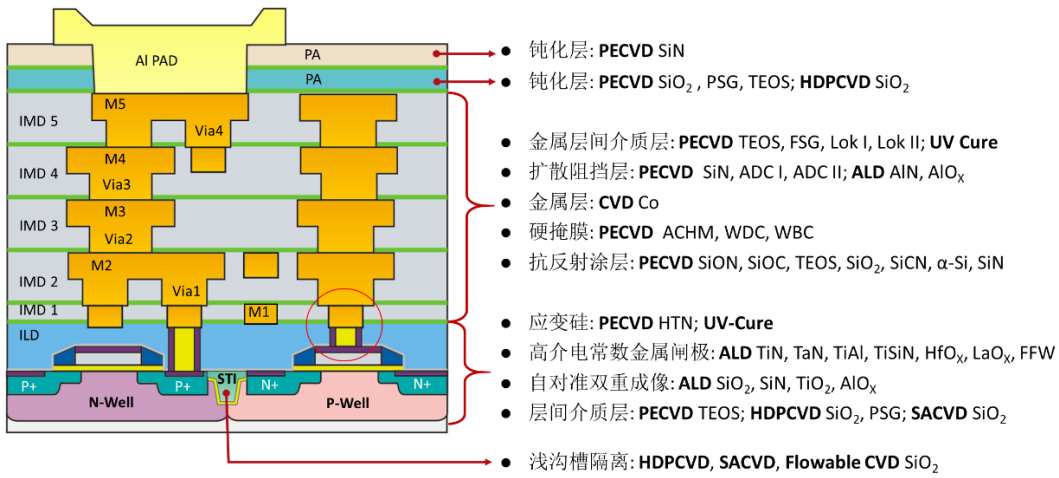 Al PAD
PA
PA
M5
IMD 5
Via4
M4
IMD 4
Via3
M3
IMD 3
Via2
M2
IMD 2
Via1
IMD 1
M1
ILD
P+
P+
STI
N+
N+
N-Well
P-Well
● 钝化层: PECVD SiN
● 钝化层: PECVD SiO₂ , PSG, TEOS; HDPCVD SiO₂
● 金属层间介质层: PECVD TEOS, FSG, Lok I, Lok II; UV Cure
● 扩散阻挡层: PECVD SiN, ADC I, ADC II; ALD AlN, AlOₓ
● 金属层: CVD Co
● 硬掩膜: PECVD ACHM, WDC, WBC
● 抗反射涂层: PECVD SiON, SiOC, TEOS, SiO₂, SiCN, α-Si, SiN
● 应变硅: PECVD HTN; UV-Cure
● 高介电常数金属闸极: ALD TiN, TaN, TiAl, TiSiN, HfOₓ, LaOₓ, FFW
● 自对准双重成像: ALD SiO₂, SiN, TiO₂, AlOₓ
● 层间介质层: PECVD TEOS; HDPCVD SiO₂, PSG; SACVD SiO₂
● 浅沟槽隔离: HDPCVD, SACVD, Flowable CVD SiO₂